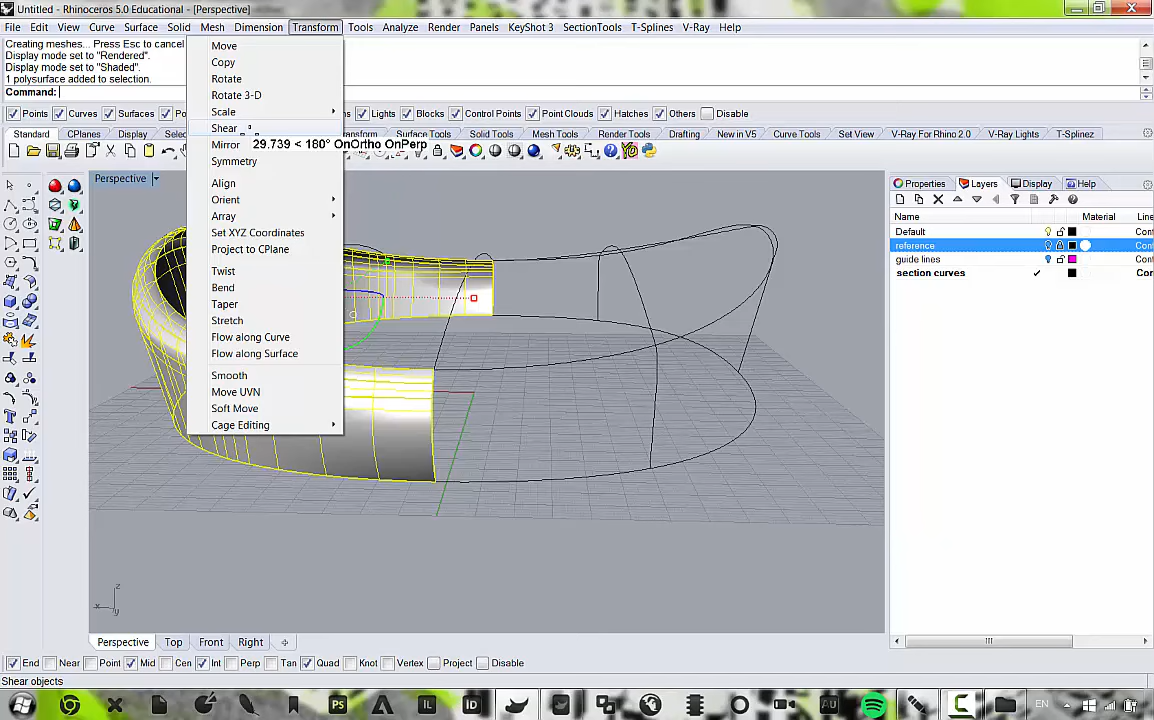 Untitled - Rhinoceros 5.0 Educational - [Perspective]
File Edit View Curve Surface Solid Mesh Dimension Transform Tools Analyze Render Panels KeyShot 3 SectionTools T-Splines V-Ray Help
Creating meshes... Press Esc to cancel
Display mode set to "Rendered".
Display mode set to "Shaded".
1 polysurface added to selection.
Command:
Points Curves Surfaces Lights Blocks Control Points Point Clouds Hatches Others Disable
Standard CPlanes Display Surface Tools Solid Tools Mesh Tools Render Tools Drafting New in V5 Curve Tools Set View V-Ray For Rhino 2.0 V-Ray Lights T-Splinez
Move
Copy
Rotate
Rotate 3-D
Scale
Shear
Mirror
29.739 < 180° OnOrtho OnPerp
Symmetry
Align
Orient
Array
Set XYZ Coordinates
Project to CPlane
Twist
Bend
Taper
Stretch
Flow along Curve
Flow along Surface
Smooth
Move UVN
Soft Move
Cage Editing
Perspective
Properties Layers Display Help
Name Material
Default
reference
guide lines
section curves
z
x
y
Perspective Top Front Right
End Near Point Mid Cen Int Perp Tan Quad Knot Vertex Project Disable
Shear objects
PS IL ID AU EN